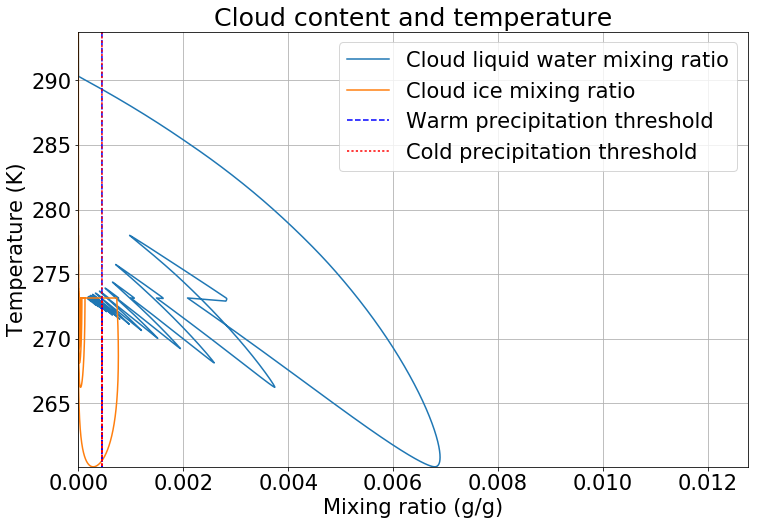 Cloud content and temperature
Cloud liquid water mixing ratio
Cloud ice mixing ratio
Warm precipitation threshold
Cold precipitation threshold
Temperature (K)
290
285
280
275
270
265
0.000
0.002
0.004
0.006
0.008
0.010
0.012
Mixing ratio (g/g)